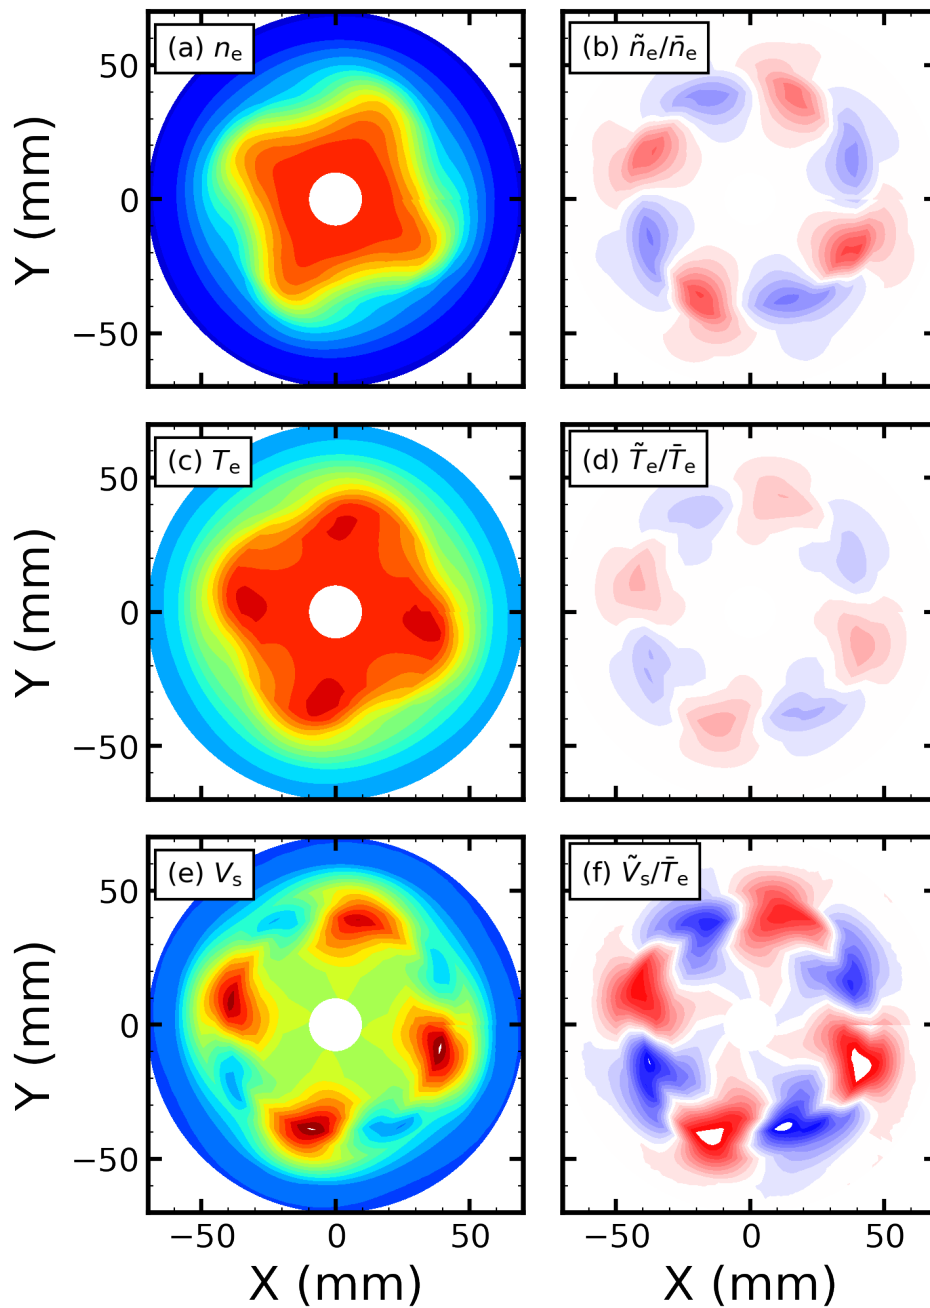 (a) nₑ
(b) ñₑ/n̄ₑ
50
0
−50
Y (mm)
(c) Tₑ
(d) T̃ₑ/T̄ₑ
50
0
−50
Y (mm)
(e) Vₛ
(f) Ṽₛ/T̄ₑ
50
0
−50
Y (mm)
−50 0 50
−50 0 50
X (mm)
X (mm)